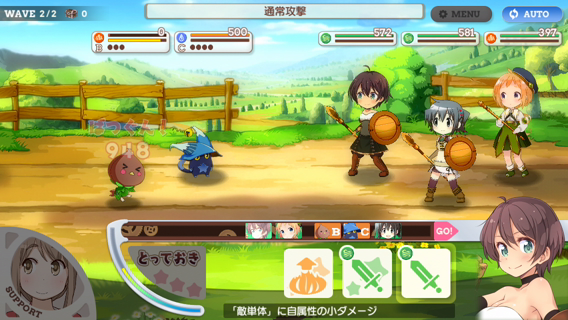 WAVE 2/2 0
通常攻撃
MENU
AUTO
0
500
572
581
397
B
C
948
B C GO!
とっておき
SUPPORT
「敵単体」に自属性の小ダメージ